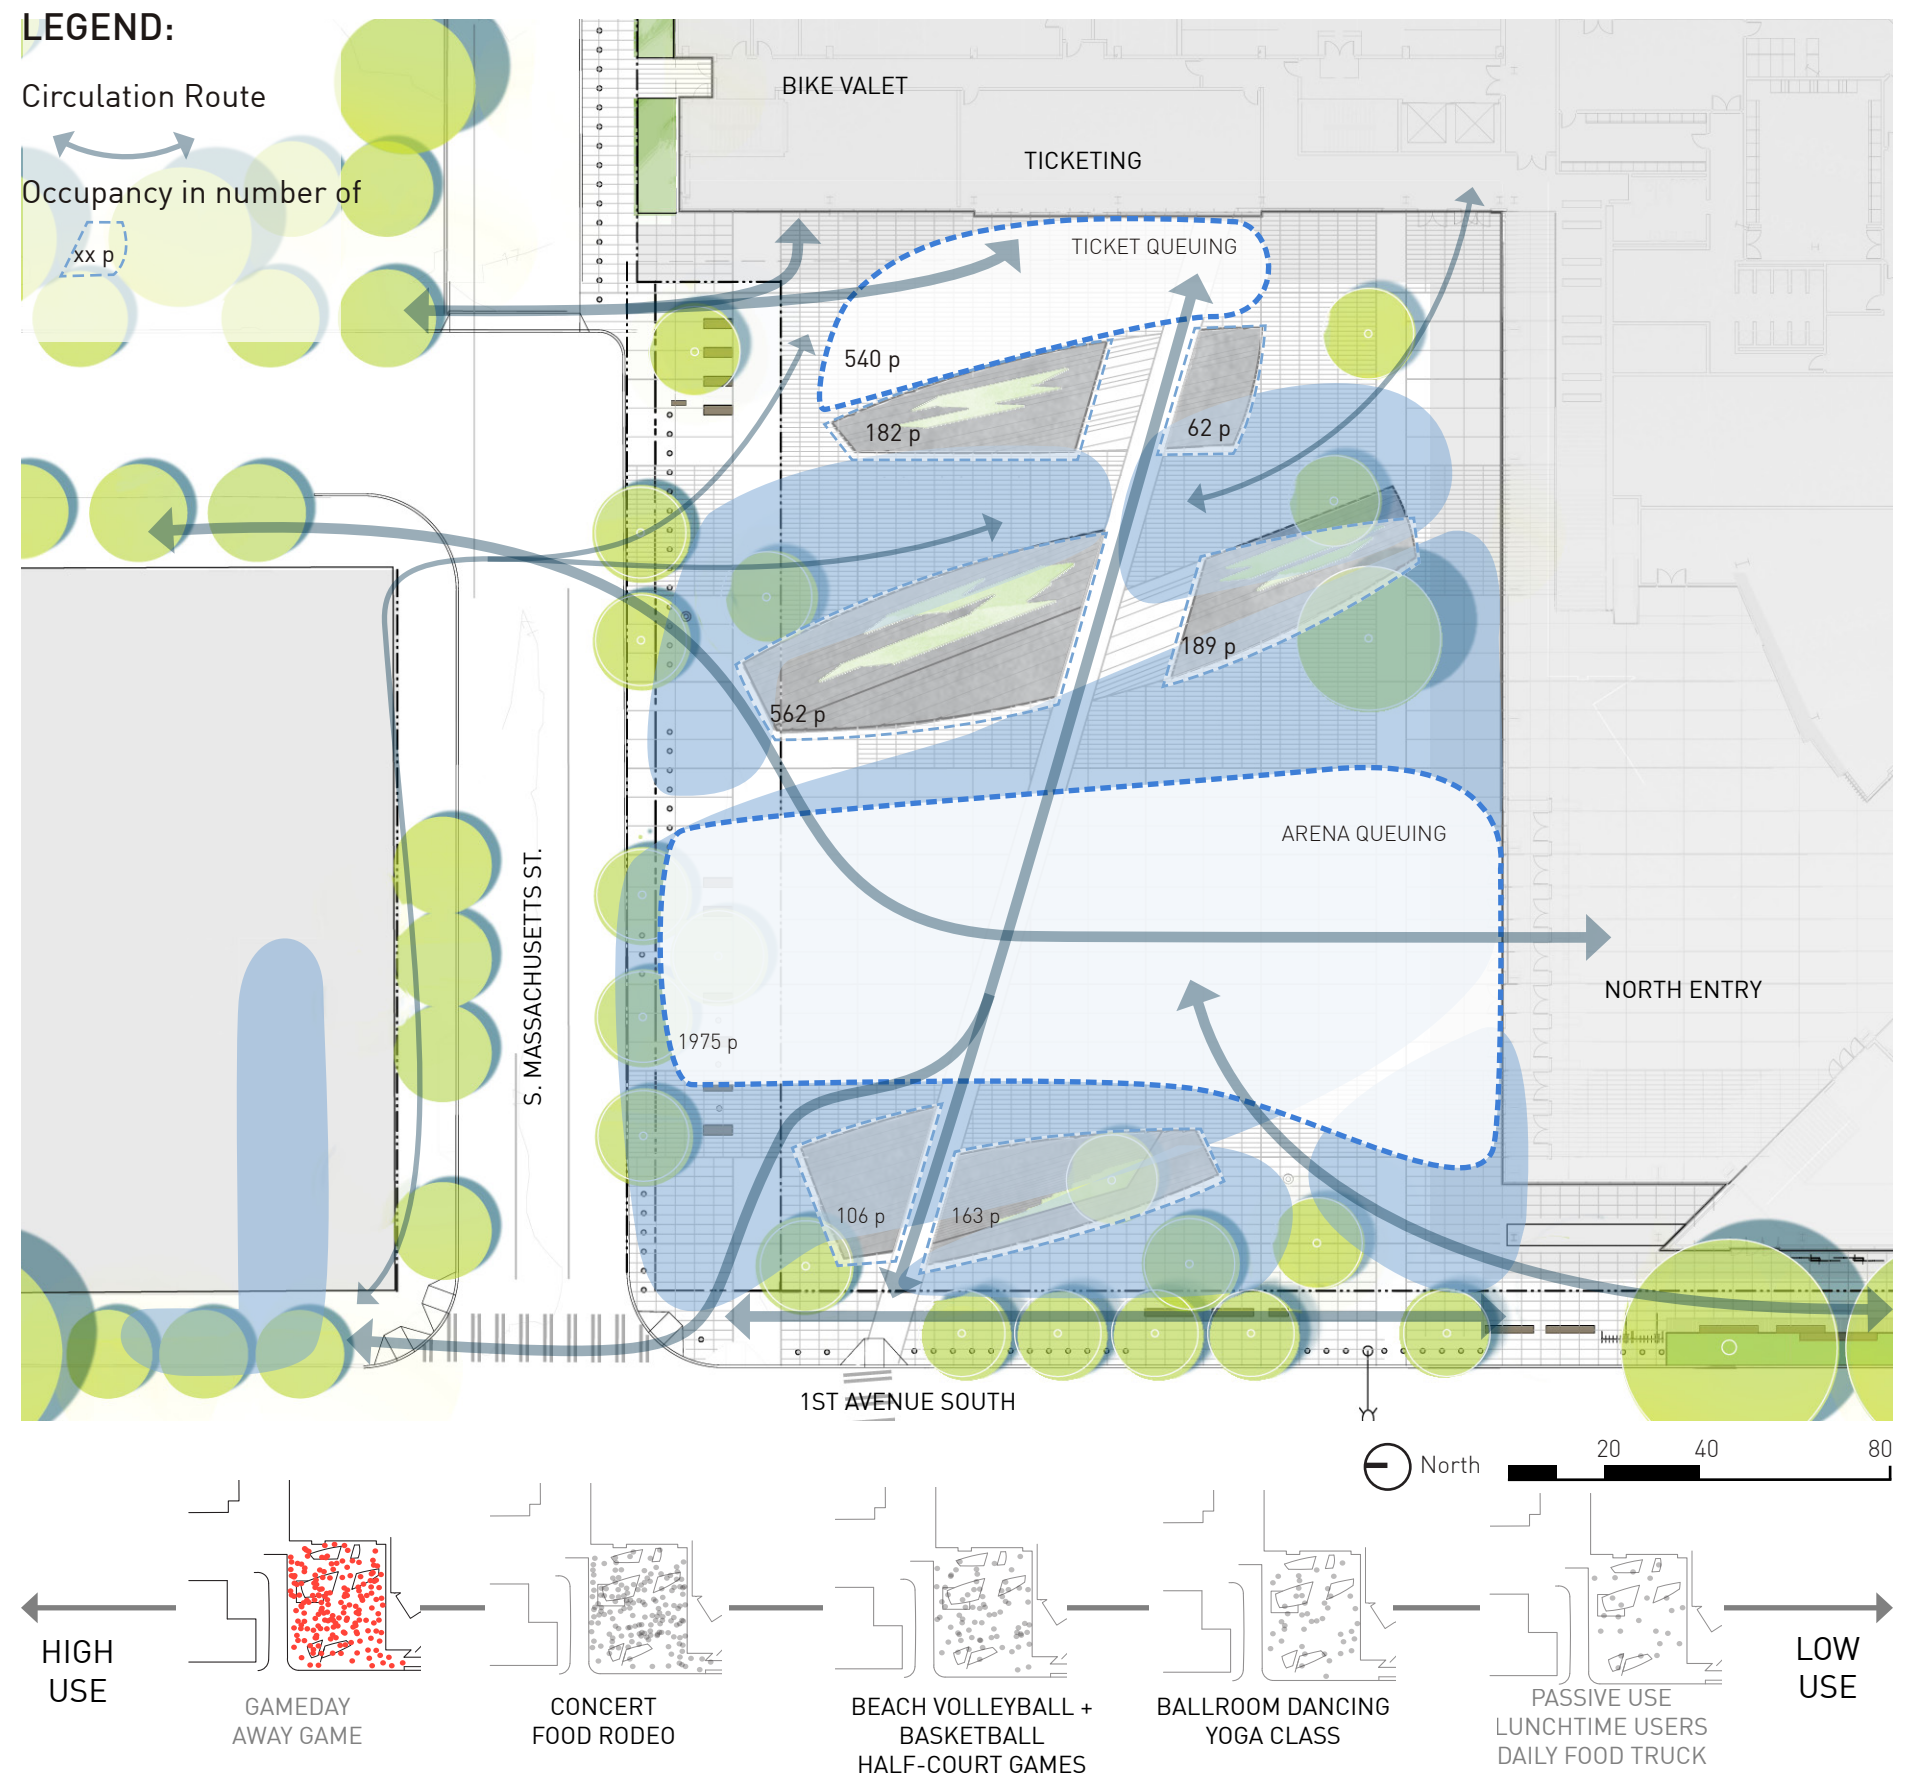 LEGEND:
Circulation Route
Occupancy in number of
xx p
BIKE VALET
TICKETING
TICKET QUEUING
540 p
182 p
62 p
189 p
562 p
ARENA QUEUING
S. MASSACHUSETTS ST.
NORTH ENTRY
1975 p
106 p
163 p
1ST AVENUE SOUTH
North
20 40 80
HIGH
USE
GAMEDAY
AWAY GAME
CONCERT
FOOD RODEO
BEACH VOLLEYBALL +
BASKETBALL
HALF-COURT GAMES
BALLROOM DANCING
YOGA CLASS
PASSIVE USE
LUNCHTIME USERS
DAILY FOOD TRUCK
LOW
USE